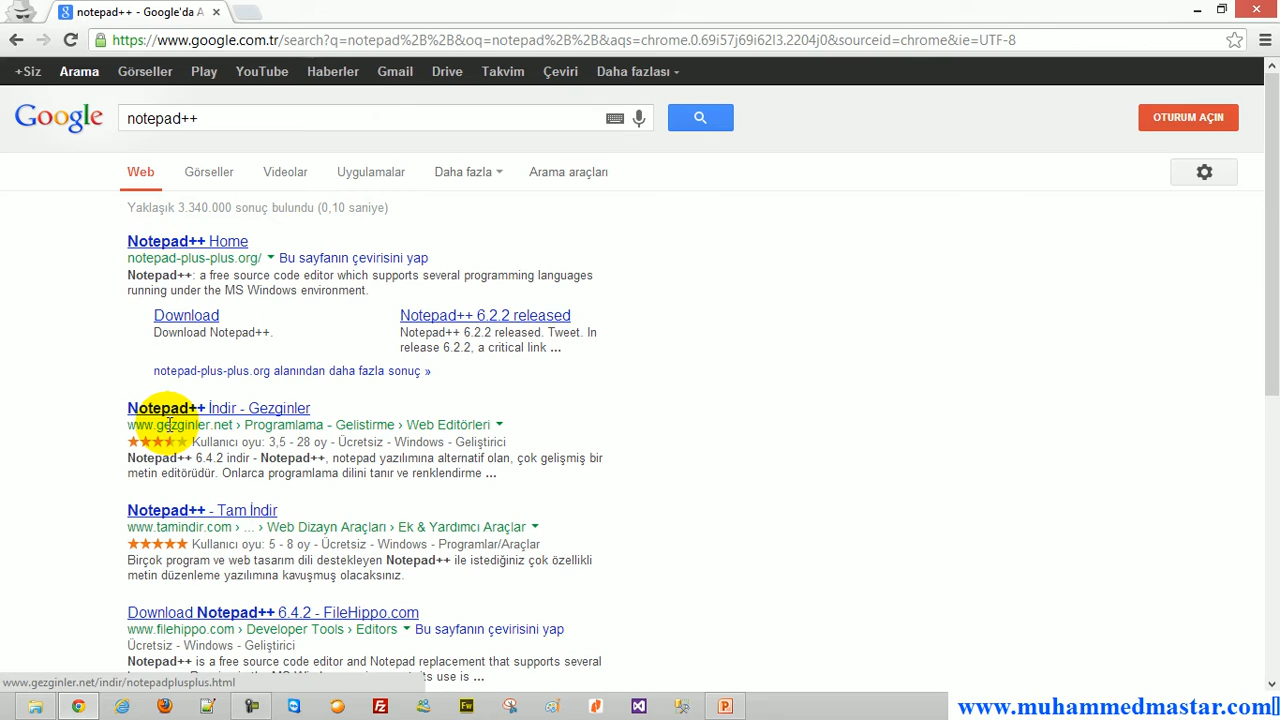 notepad++ - Google'da A
https://www.google.com.tr/search?q=notepad%2B%2B&oq=notepad%2B%2B&aqs=chrome.0.69i57j69i62l3.2204j0&sourceid=chrome&ie=UTF-8
+Siz Arama Görseller Play YouTube Haberler Gmail Drive Takvim Çeviri Daha fazlası
Google notepad++ OTURUM AÇIN
Web Görseller Videolar Uygulamalar Daha fazla Arama araçları
Yaklaşık 3.340.000 sonuç bulundu (0,10 saniye)
Notepad++ Home
notepad-plus-plus.org/ Bu sayfanın çevirisini yap
Notepad++: a free source code editor which supports several programming languages
running under the MS Windows environment.
Download Notepad++ 6.2.2 released
Download Notepad++. Notepad++ 6.2.2 released. Tweet. In
release 6.2.2, a critical link ...
notepad-plus-plus.org alanından daha fazla sonuç »
Notepad++ İndir - Gezginler
www.gezginler.net › Programlama - Gelistirme › Web Editörleri
Kullanıcı oyu: 3,5 - 28 oy - Ücretsiz - Windows - Geliştirici
Notepad++ 6.4.2 indir - Notepad++, notepad yazılımına alternatif olan, çok gelişmiş bir
metin editörüdür. Onlarca programlama dilini tanır ve renklendirme ...
Notepad++ - Tam İndir
www.tamindir.com › ... › Web Dizayn Araçları › Ek & Yardımcı Araçlar
Kullanıcı oyu: 5 - 8 oy - Ücretsiz - Windows - Programlar/Araçlar
Birçok program ve web tasarım dili destekleyen Notepad++ ile istediğiniz çok özellikli
metin düzenleme yazılımına kavuşmuş olacaksınız.
Download Notepad++ 6.4.2 - FileHippo.com
www.filehippo.com › Developer Tools › Editors Bu sayfanın çevirisini yap
Ücretsiz - Windows - Geliştirici
Notepad++ is a free source code editor and Notepad replacement that supports several
its use is ...
www.gezginler.net/indir/notepadplusplus.html
www.muhammedmastar.com